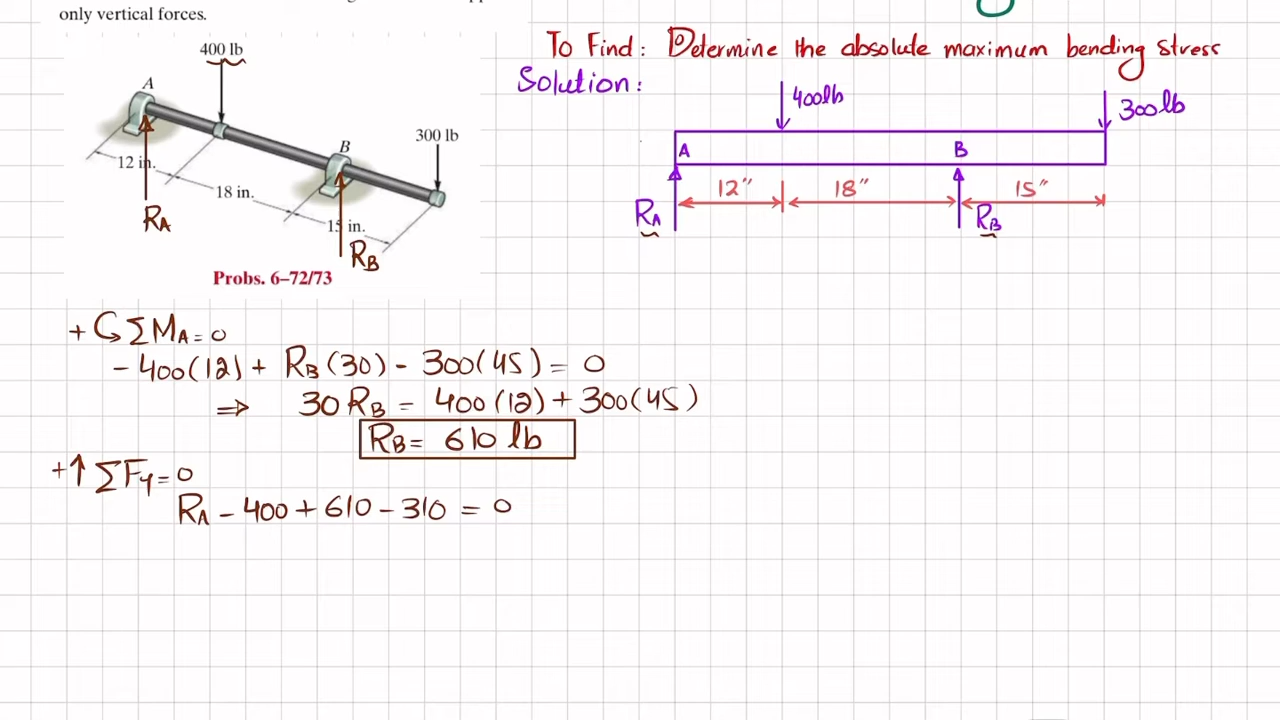 only vertical forces.
To Find: Determine the absolute maximum bending stress
Solution:
400 lb
A
B
300 lb
12 in.
18 in.
15 in.
RA
RB
Probs. 6–72/73
400lb
300lb
A
B
12"
18"
15"
RA
RB
+ ↺ ΣMA = 0
- 400(12) + RB(30) - 300(45) = 0
⇒ 30 RB = 400(12) + 300(45)
RB = 610 lb
+↑ ΣFy = 0
RA - 400 + 610 - 310 = 0